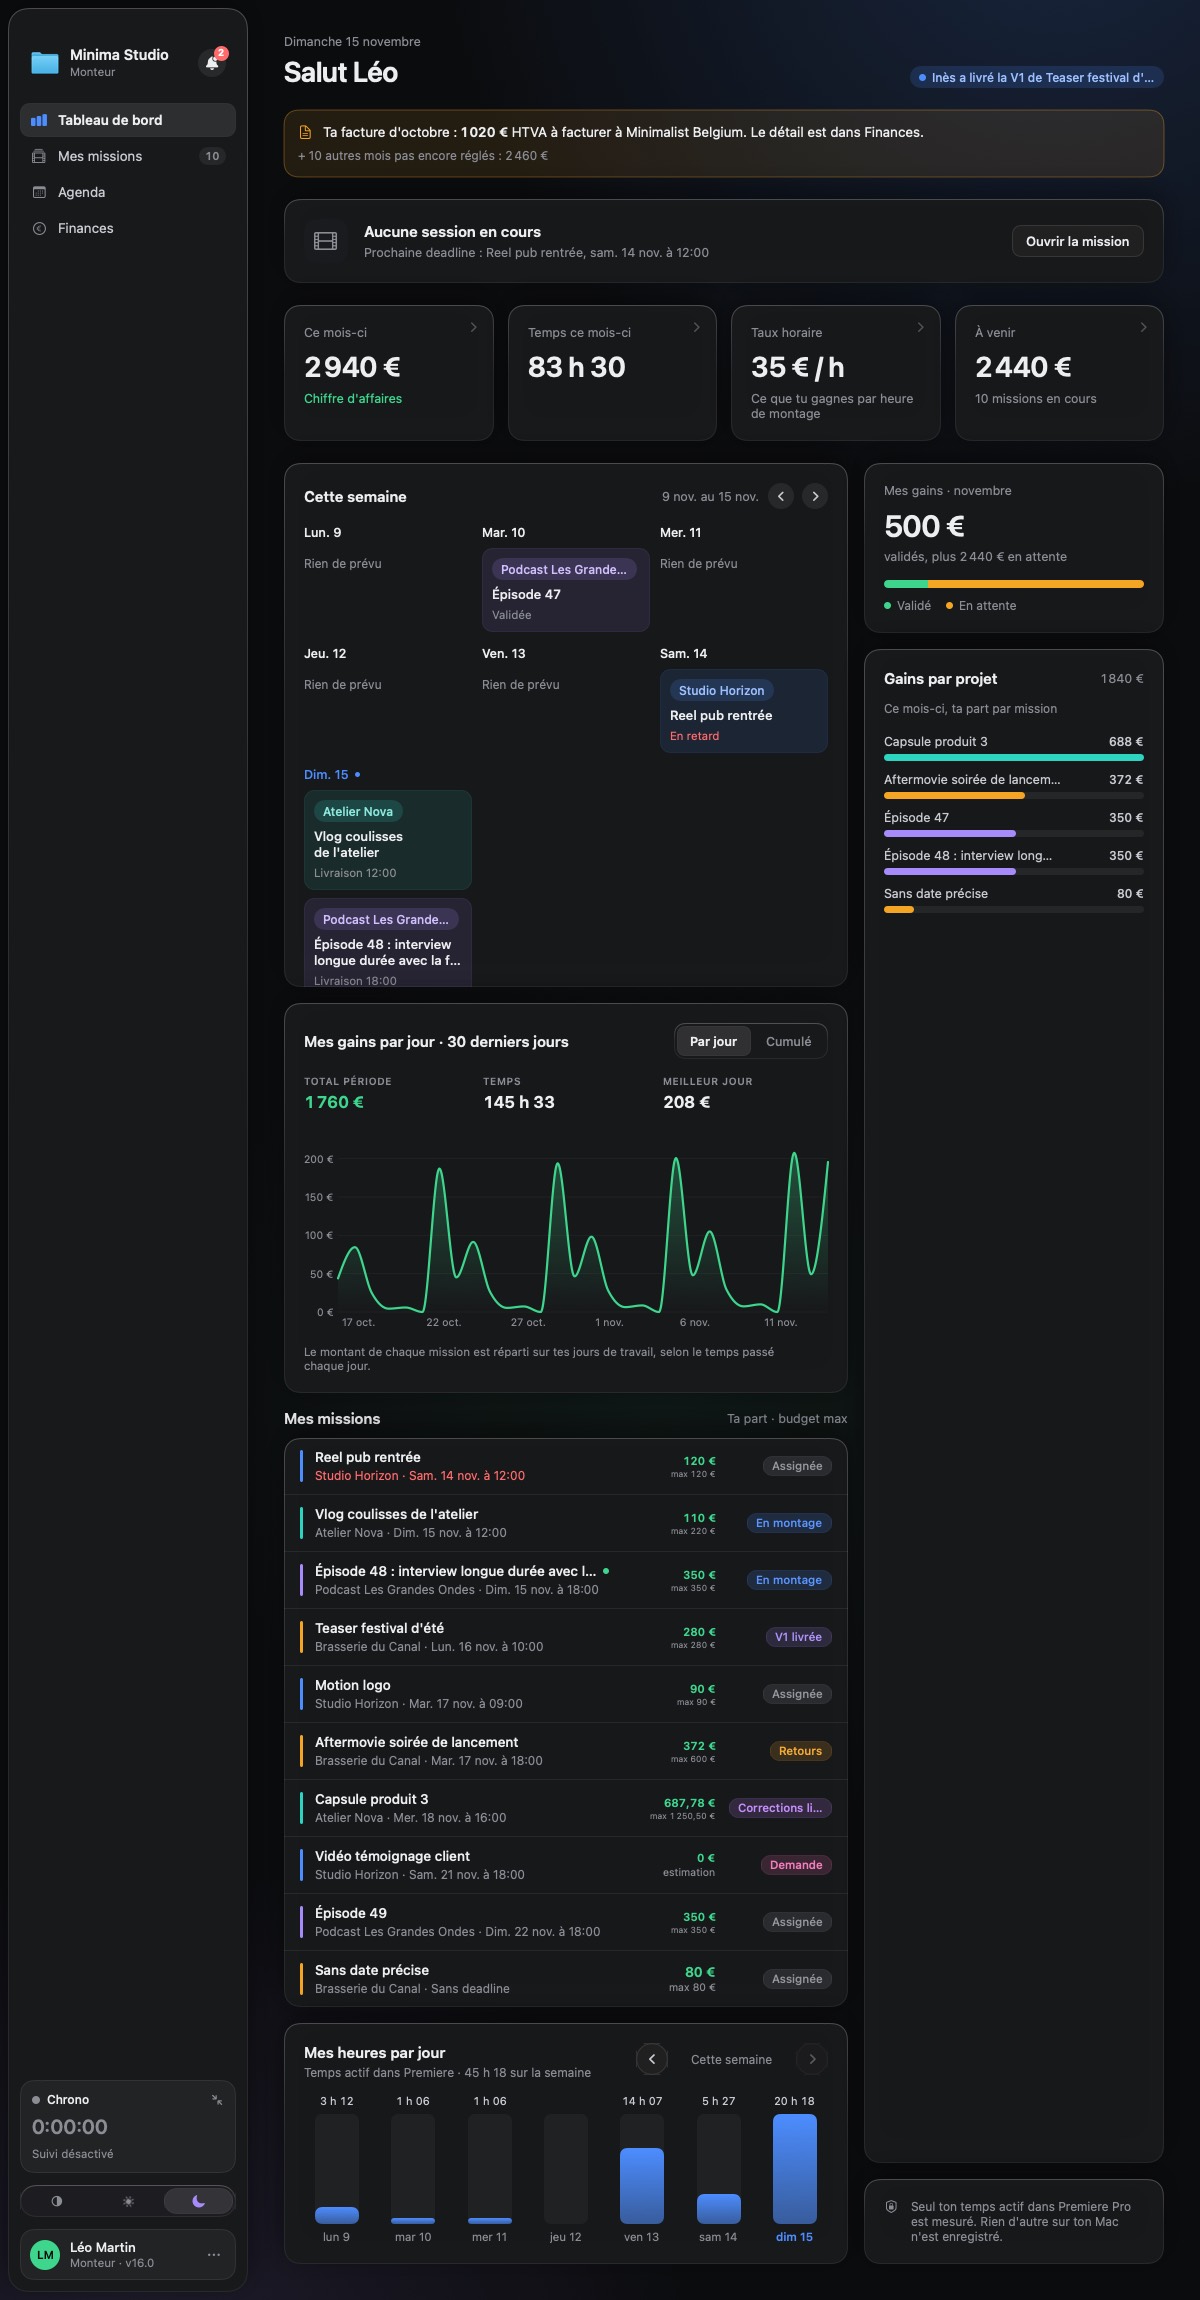 Minima Studio
Monteur
2
Tableau de bord
Mes missions
10
Agenda
Finances
Dimanche 15 novembre
Salut Léo
Inès a livré la V1 de Teaser festival d'...
Ta facture d'octobre : 1 020 € HTVA à facturer à Minimalist Belgium. Le détail est dans Finances.
+ 10 autres mois pas encore réglés : 2 460 €
Aucune session en cours
Prochaine deadline : Reel pub rentrée, sam. 14 nov. à 12:00
Ouvrir la mission
Ce mois-ci
2 940 €
Chiffre d'affaires
Temps ce mois-ci
83 h 30
Taux horaire
35 € / h
Ce que tu gagnes par heure
de montage
À venir
2 440 €
10 missions en cours
Cette semaine
9 nov. au 15 nov.
Lun. 9
Rien de prévu
Mar. 10
Podcast Les Grande...
Épisode 47
Validée
Mer. 11
Rien de prévu
Jeu. 12
Rien de prévu
Ven. 13
Rien de prévu
Sam. 14
Studio Horizon
Reel pub rentrée
En retard
Dim. 15
Atelier Nova
Vlog coulisses
de l'atelier
Livraison 12:00
Podcast Les Grande...
Épisode 48 : interview
longue durée avec la f...
Livraison 18:00
Mes gains · novembre
500 €
validés, plus 2 440 € en attente
Validé
En attente
Gains par projet
1 840 €
Ce mois-ci, ta part par mission
Capsule produit 3
688 €
Aftermovie soirée de lancem...
372 €
Épisode 47
350 €
Épisode 48 : interview long...
350 €
Sans date précise
80 €
Mes gains par jour · 30 derniers jours
Par jour
Cumulé
TOTAL PÉRIODE
1 760 €
TEMPS
145 h 33
MEILLEUR JOUR
208 €
200 €
150 €
100 €
50 €
0 €
17 oct.
22 oct.
27 oct.
1 nov.
6 nov.
11 nov.
Le montant de chaque mission est réparti sur tes jours de travail, selon le temps passé
chaque jour.
Mes missions
Ta part · budget max
Reel pub rentrée
Studio Horizon · Sam. 14 nov. à 12:00
120 €
max 120 €
Assignée
Vlog coulisses de l'atelier
Atelier Nova · Dim. 15 nov. à 12:00
110 €
max 220 €
En montage
Épisode 48 : interview longue durée avec l...
Podcast Les Grandes Ondes · Dim. 15 nov. à 18:00
350 €
max 350 €
En montage
Teaser festival d'été
Brasserie du Canal · Lun. 16 nov. à 10:00
280 €
max 280 €
V1 livrée
Motion logo
Studio Horizon · Mar. 17 nov. à 09:00
90 €
max 90 €
Assignée
Aftermovie soirée de lancement
Brasserie du Canal · Mar. 17 nov. à 18:00
372 €
max 600 €
Retours
Capsule produit 3
Atelier Nova · Mer. 18 nov. à 16:00
687,78 €
max 1 250,50 €
Corrections li...
Vidéo témoignage client
Studio Horizon · Sam. 21 nov. à 18:00
0 €
estimation
Demande
Épisode 49
Podcast Les Grandes Ondes · Dim. 22 nov. à 18:00
350 €
max 350 €
Assignée
Sans date précise
Brasserie du Canal · Sans deadline
80 €
max 80 €
Assignée
Mes heures par jour
Temps actif dans Premiere · 45 h 18 sur la semaine
Cette semaine
3 h 12
1 h 06
1 h 06
14 h 07
5 h 27
20 h 18
lun 9
mar 10
mer 11
jeu 12
ven 13
sam 14
dim 15
Seul ton temps actif dans Premiere Pro
est mesuré. Rien d'autre sur ton Mac
n'est enregistré.
Chrono
0:00:00
Suivi désactivé
LM
Léo Martin
Monteur · v16.0